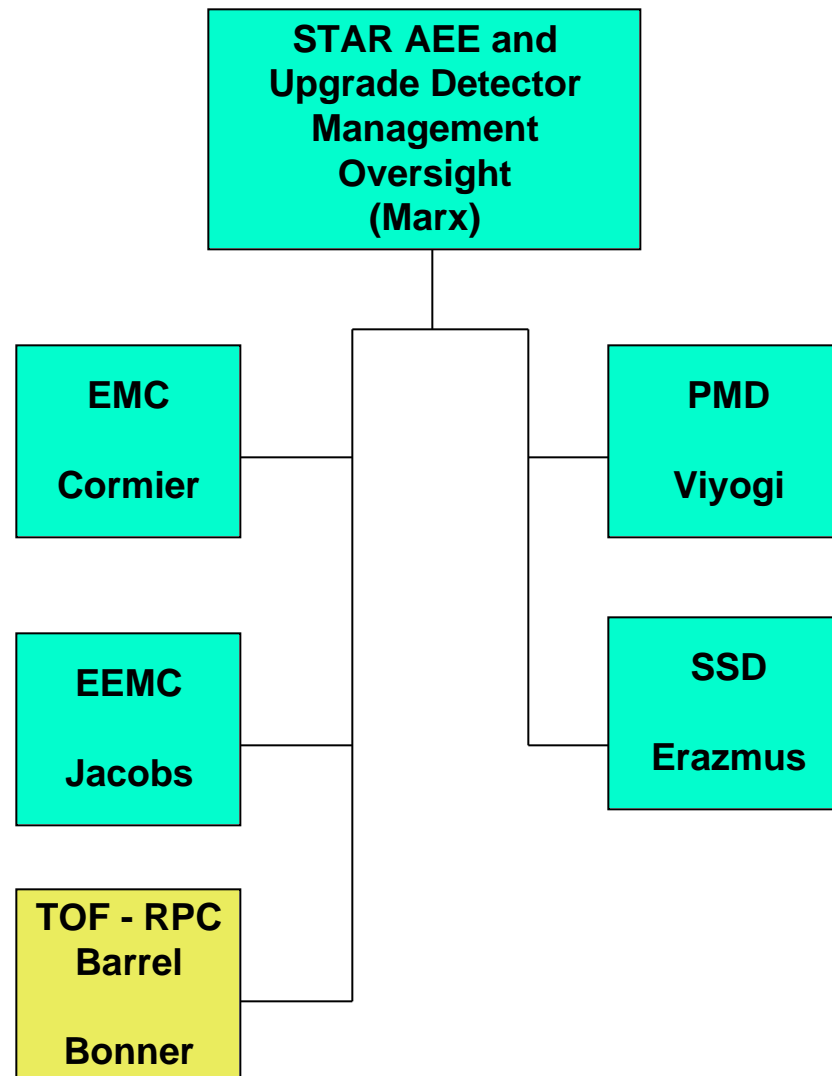 STAR AEE and
Upgrade Detector
Management
Oversight
(Marx)
EMC
Cormier
PMD
Viyogi
EEMC
Jacobs
SSD
Erazmus
TOF - RPC
Barrel
Bonner